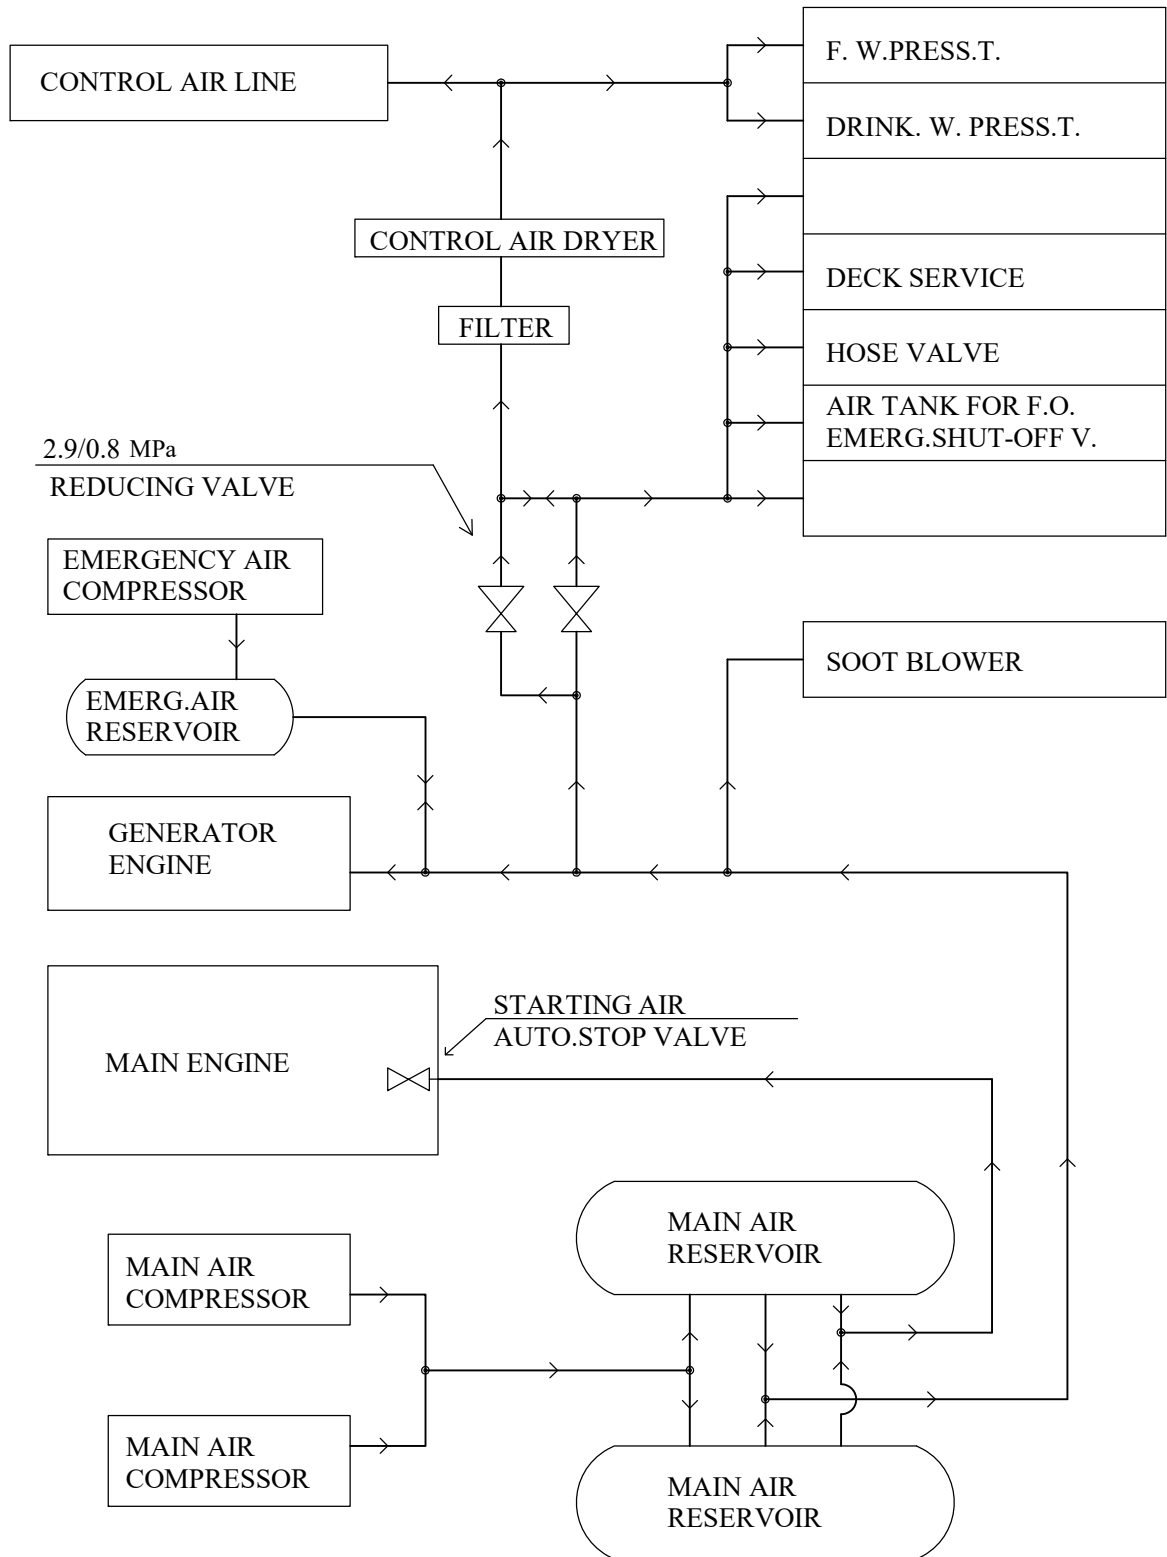 F. W.PRESS.T.
CONTROL AIR LINE
DRINK. W. PRESS.T.
CONTROL AIR DRYER
DECK SERVICE
FILTER
HOSE VALVE
AIR TANK FOR F.O.
EMERG.SHUT-OFF V.
2.9/0.8 MPa
REDUCING VALVE
EMERGENCY AIR
COMPRESSOR
SOOT BLOWER
EMERG.AIR
RESERVOIR
GENERATOR
ENGINE
STARTING AIR
AUTO.STOP VALVE
MAIN ENGINE
MAIN AIR
RESERVOIR
MAIN AIR
COMPRESSOR
MAIN AIR
COMPRESSOR
MAIN AIR
RESERVOIR